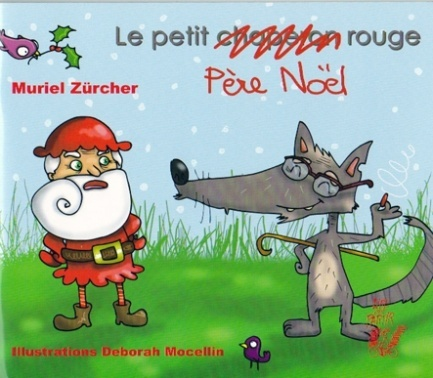 Le petit chaperon rouge
Père Noël
Muriel Zürcher
Illustrations Deborah Mocellin